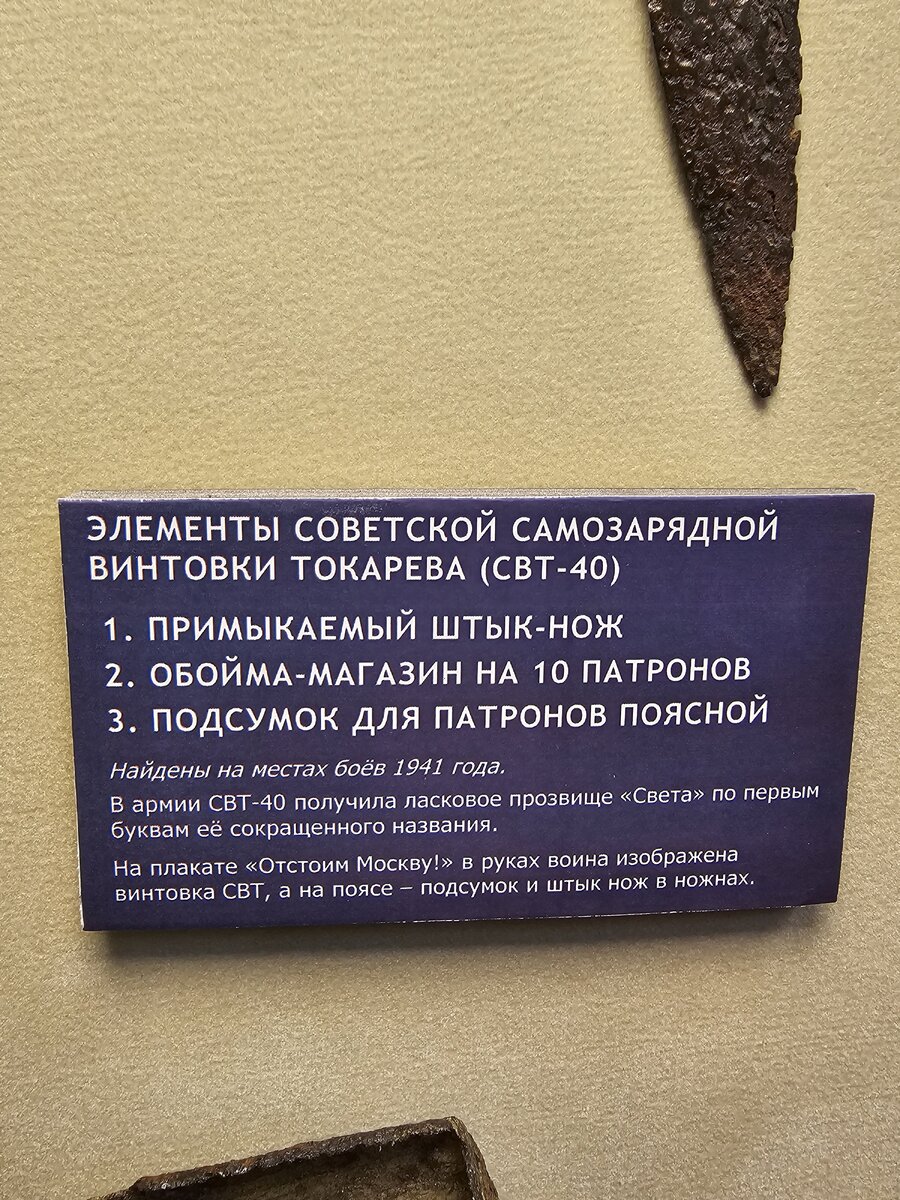 ЭЛЕМЕНТЫ СОВЕТСКОЙ САМОЗАРЯДНОЙ
ВИНТОВКИ ТОКАРЕВА (СВТ-40)
1. ПРИМЫКАЕМЫЙ ШТЫК-НОЖ
2. ОБОЙМА-МАГАЗИН НА 10 ПАТРОНОВ
3. ПОДСУМОК ДЛЯ ПАТРОНОВ ПОЯСНОЙ
Найдены на местах боёв 1941 года.
В армии СВТ-40 получила ласковое прозвище «Света» по первым
буквам её сокращенного названия.
На плакате «Отстоим Москву!» в руках воина изображена
винтовка СВТ, а на поясе – подсумок и штык нож в ножнах.